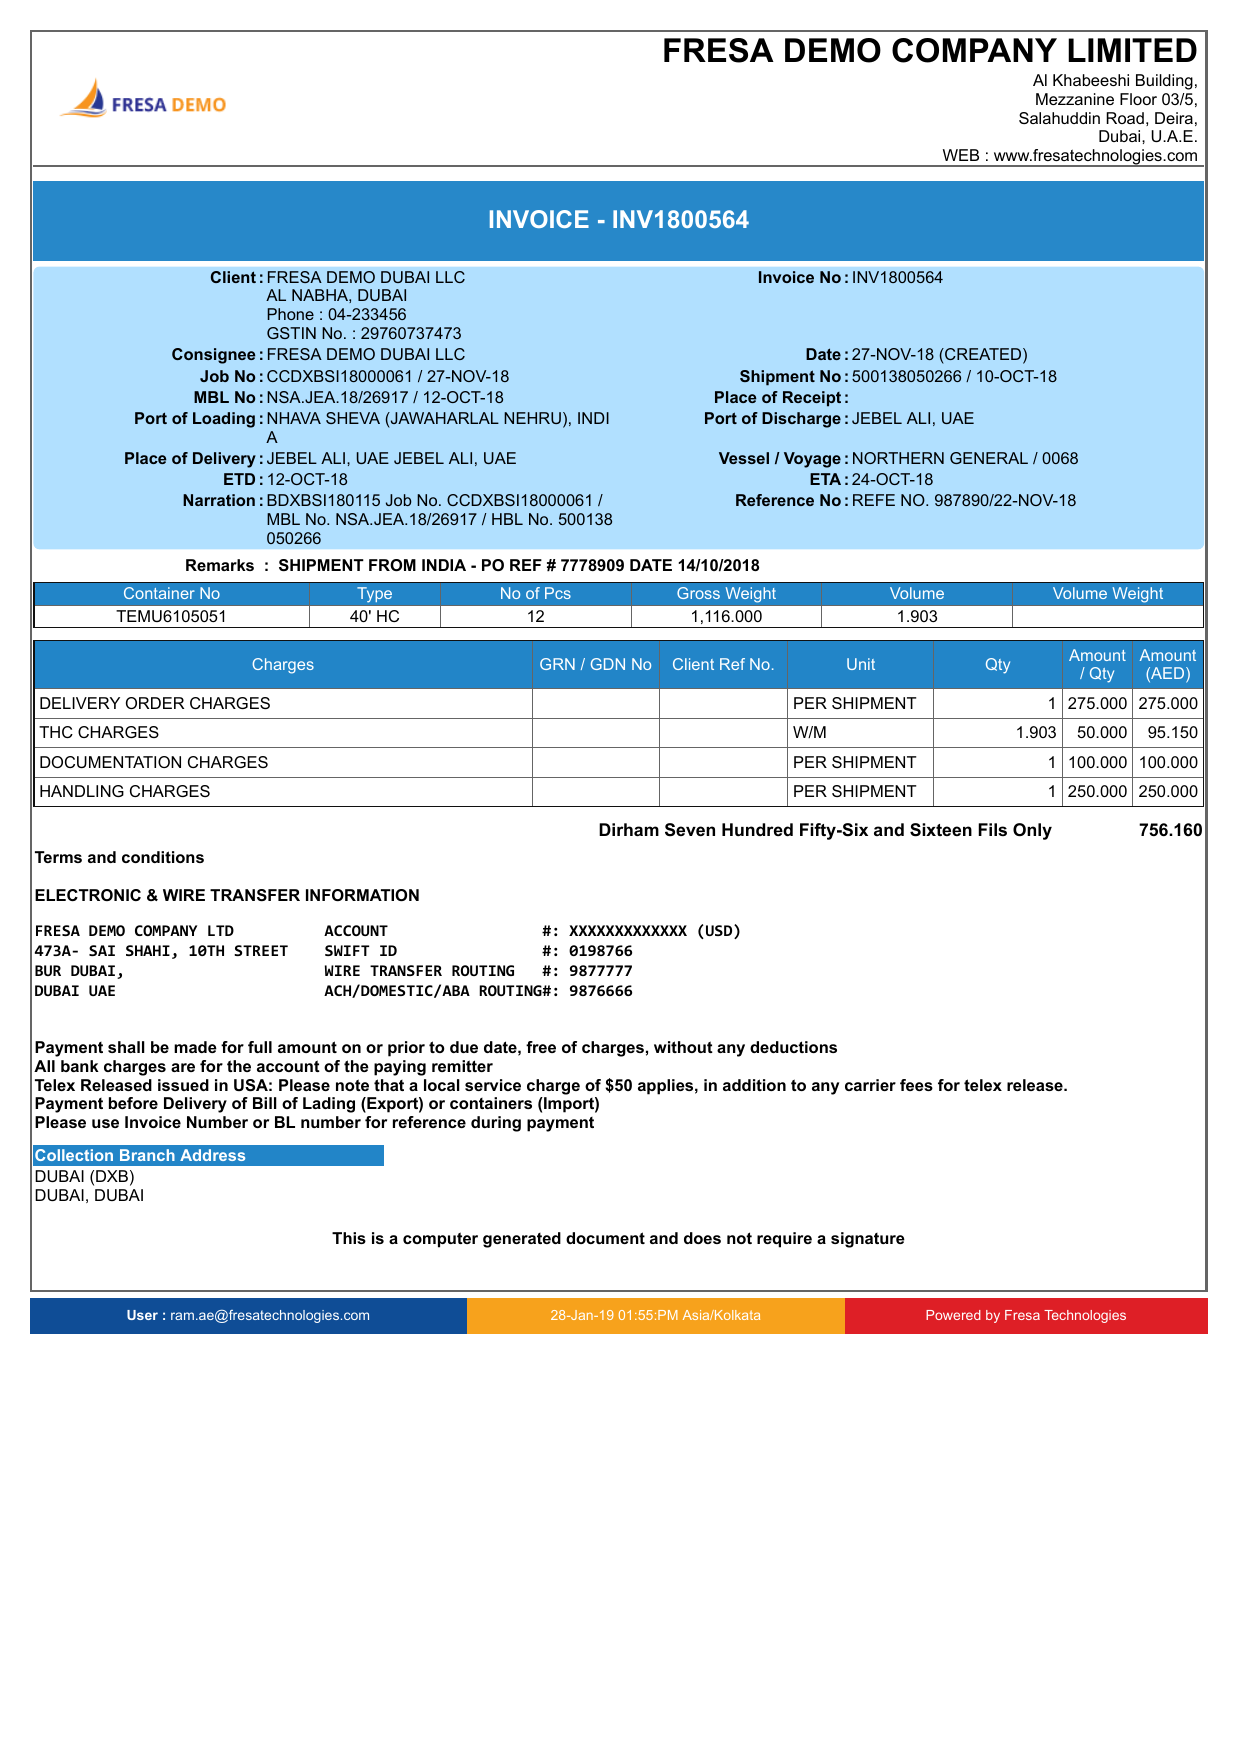 FRESA DEMO COMPANY LIMITED
FRESA DEMO
Al Khabeeshi Building,
Mezzanine Floor 03/5,
Salahuddin Road, Deira,
Dubai, U.A.E.
WEB : www.fresatechnologies.com
INVOICE - INV1800564
Client : FRESA DEMO DUBAI LLC Invoice No : INV1800564
AL NABHA, DUBAI
Phone : 04-233456
GSTIN No. : 29760737473
Consignee : FRESA DEMO DUBAI LLC Date : 27-NOV-18 (CREATED)
Job No : CCDXBSI18000061 / 27-NOV-18 Shipment No : 500138050266 / 10-OCT-18
MBL No : NSA.JEA.18/26917 / 12-OCT-18 Place of Receipt :
Port of Loading : NHAVA SHEVA (JAWAHARLAL NEHRU), INDI Port of Discharge : JEBEL ALI, UAE
A
Place of Delivery : JEBEL ALI, UAE JEBEL ALI, UAE Vessel / Voyage : NORTHERN GENERAL / 0068
ETD : 12-OCT-18 ETA : 24-OCT-18
Narration : BDXBSI180115 Job No. CCDXBSI18000061 / Reference No : REFE NO. 987890/22-NOV-18
MBL No. NSA.JEA.18/26917 / HBL No. 500138
050266
Remarks : SHIPMENT FROM INDIA - PO REF # 7778909 DATE 14/10/2018
Container No Type No of Pcs Gross Weight Volume Volume Weight
TEMU6105051 40' HC 12 1,116.000 1.903
Charges GRN / GDN No Client Ref No. Unit Qty Amount / Qty Amount (AED)
DELIVERY ORDER CHARGES PER SHIPMENT 1 275.000 275.000
THC CHARGES W/M 1.903 50.000 95.150
DOCUMENTATION CHARGES PER SHIPMENT 1 100.000 100.000
HANDLING CHARGES PER SHIPMENT 1 250.000 250.000
Dirham Seven Hundred Fifty-Six and Sixteen Fils Only 756.160
Terms and conditions
ELECTRONIC & WIRE TRANSFER INFORMATION
FRESA DEMO COMPANY LTD ACCOUNT #: XXXXXXXXXXXXX (USD)
473A- SAI SHAHI, 10TH STREET SWIFT ID #: 0198766
BUR DUBAI, WIRE TRANSFER ROUTING #: 9877777
DUBAI UAE ACH/DOMESTIC/ABA ROUTING#: 9876666
Payment shall be made for full amount on or prior to due date, free of charges, without any deductions
All bank charges are for the account of the paying remitter
Telex Released issued in USA: Please note that a local service charge of $50 applies, in addition to any carrier fees for telex release.
Payment before Delivery of Bill of Lading (Export) or containers (Import)
Please use Invoice Number or BL number for reference during payment
Collection Branch Address
DUBAI (DXB)
DUBAI, DUBAI
This is a computer generated document and does not require a signature
User : ram.ae@fresatechnologies.com 28-Jan-19 01:55:PM Asia/Kolkata Powered by Fresa Technologies